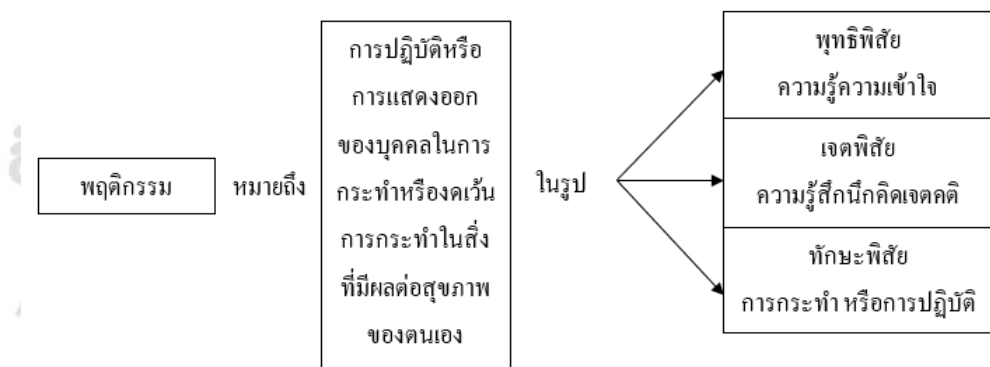 พฤติกรรม
หมายถึง
การปฏิบัติหรือ
การแสดงออก
ของบุคคลในการ
กระทำหรืองดเว้น
การกระทำในสิ่ง
ที่มีผลต่อสุขภาพ
ของตนเอง
ในรูป
พุทธิพิสัย
ความรู้ความเข้าใจ
เจตพิสัย
ความรู้สึกนึกคิดเจตคติ
ทักษะพิสัย
การกระทำ หรือการปฏิบัติ